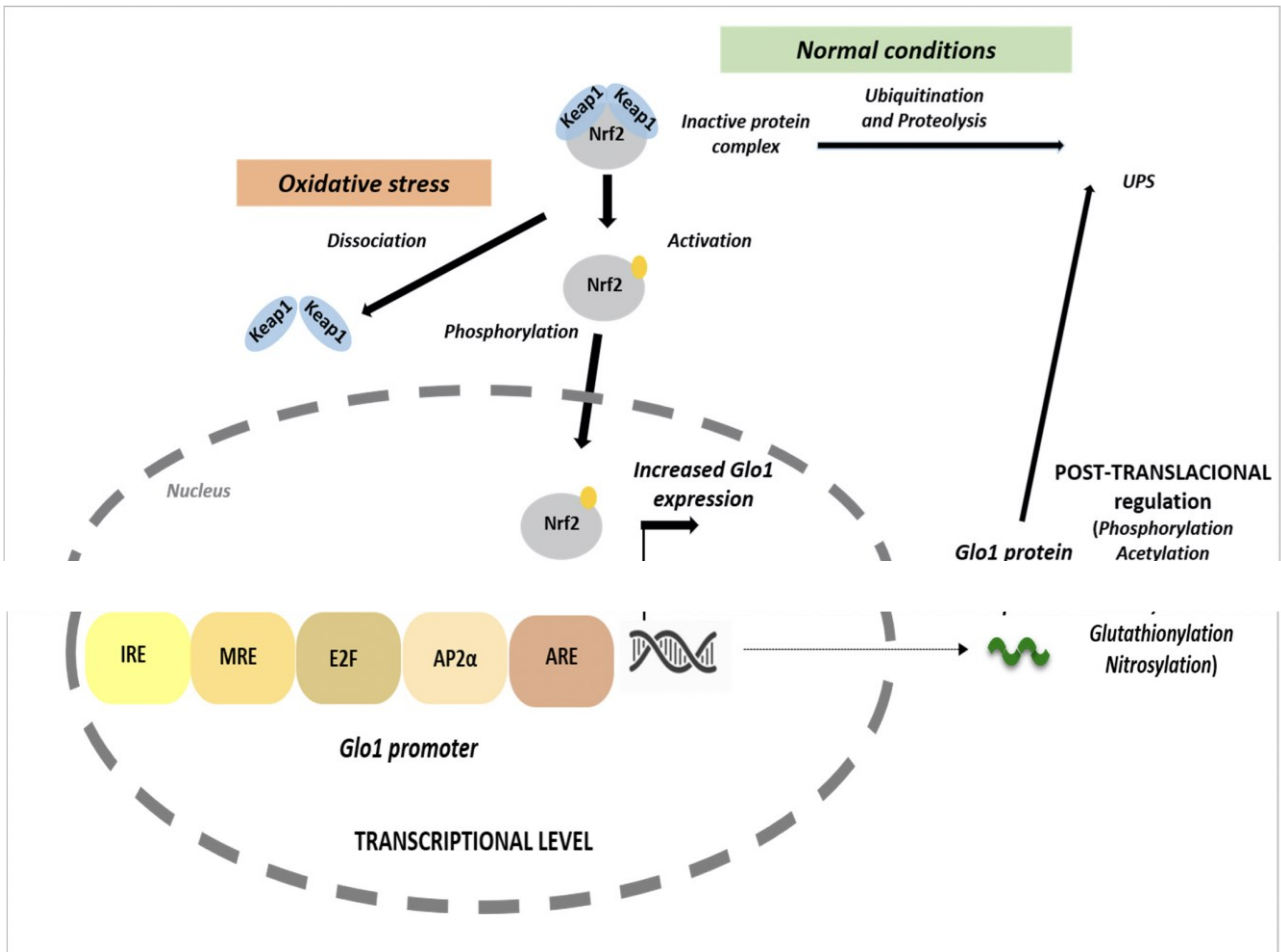 Normal conditions
Keap1
Keap1
Nrf2
Inactive protein
complex
Ubiquitination
and Proteolysis
UPS
Oxidative stress
Dissociation
Activation
Nrf2
Keap1
Keap1
Phosphorylation
Nucleus
Increased Glo1
expression
Nrf2
POST-TRANSLACIONAL
regulation
(Phosphorylation
Acetylation
Glo1 protein
Glutathionylation
Nitrosylation)
IRE
MRE
E2F
AP2α
ARE
Glo1 promoter
TRANSCRIPTIONAL LEVEL